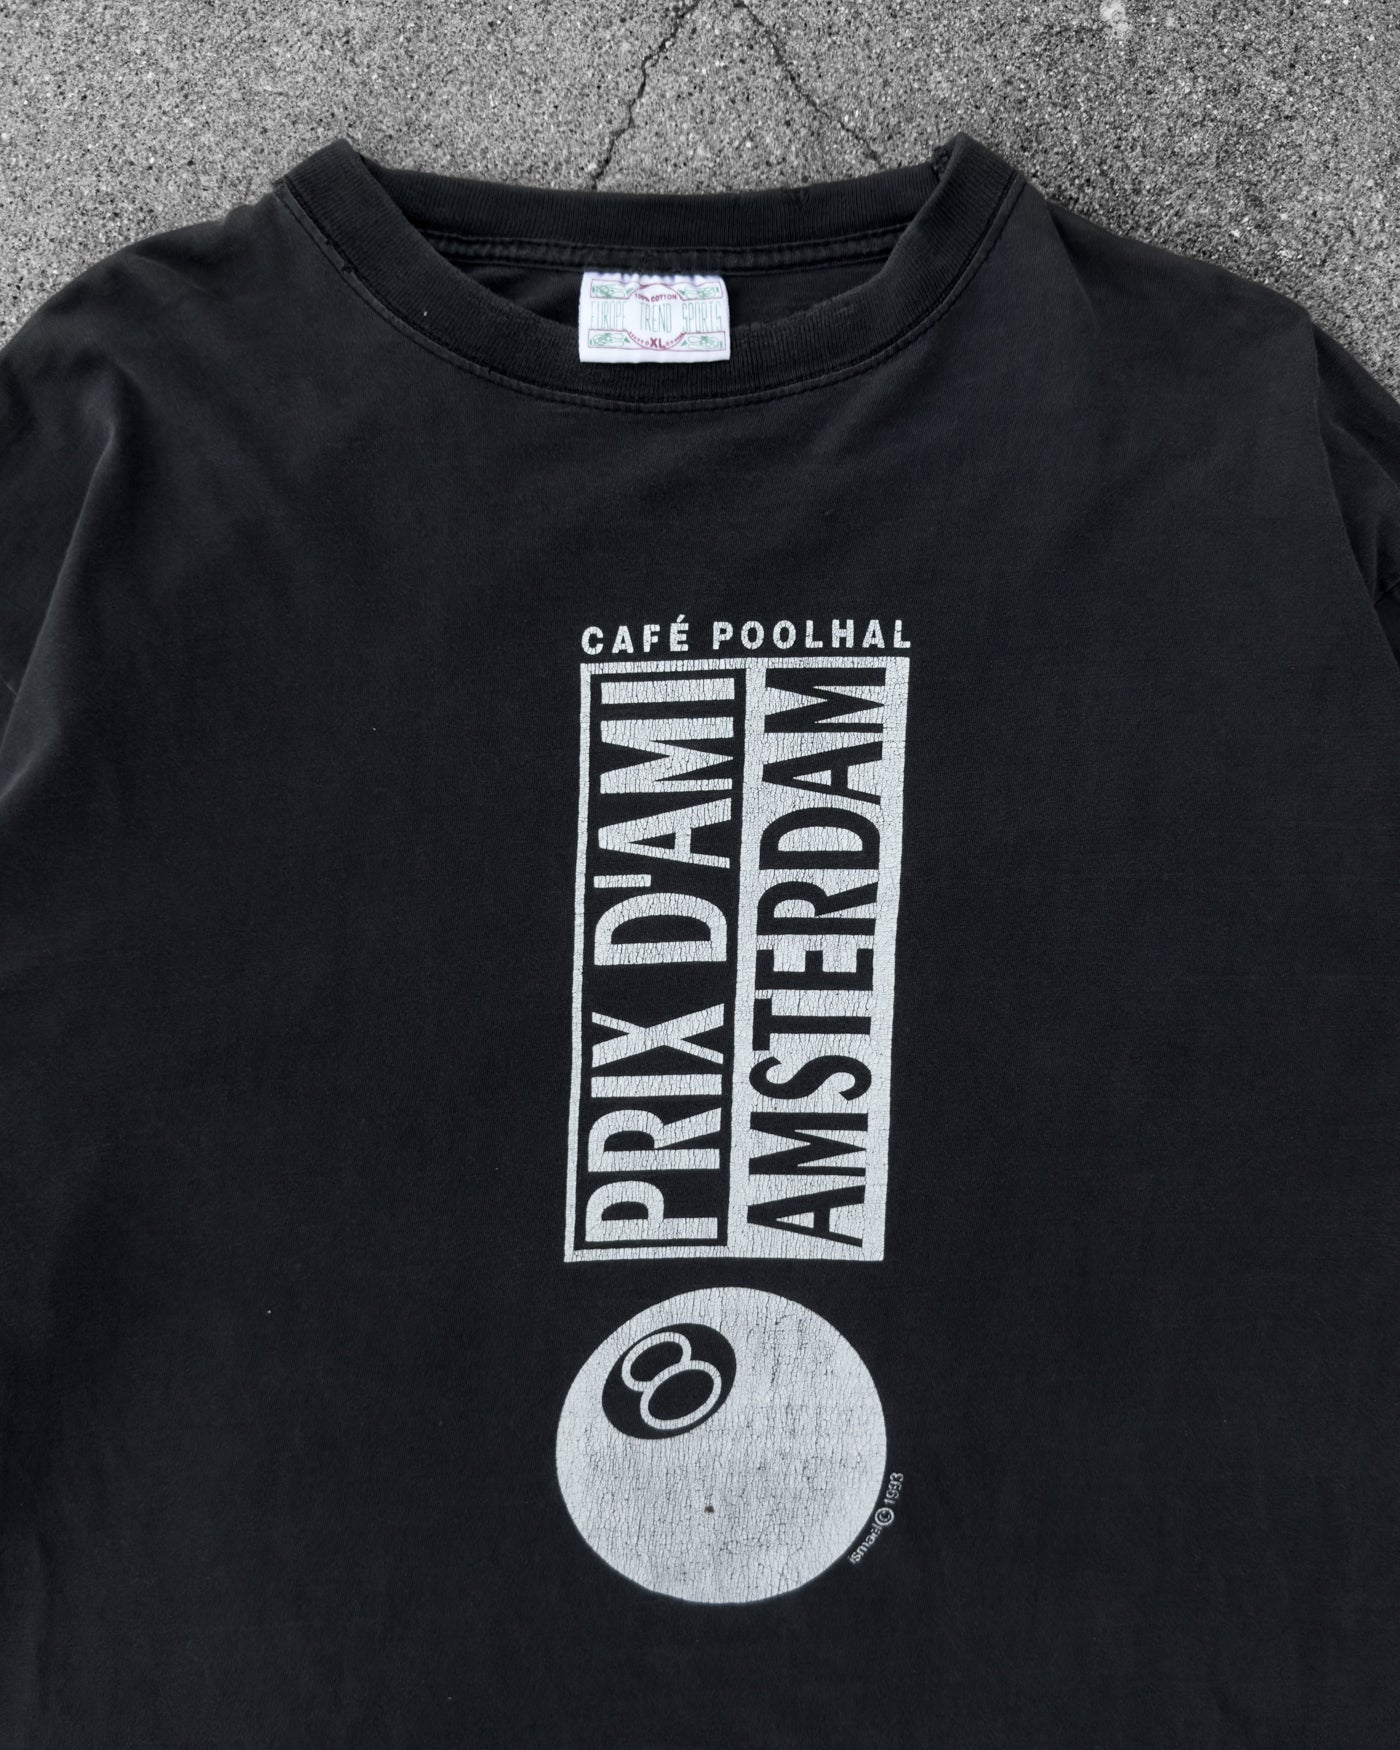 100% COTTON
EUROPE TREND SPORTS
XL
CAFÉ POOLHAL
PRIX D'AMI
AMSTERDAM
8
ismael © 1993